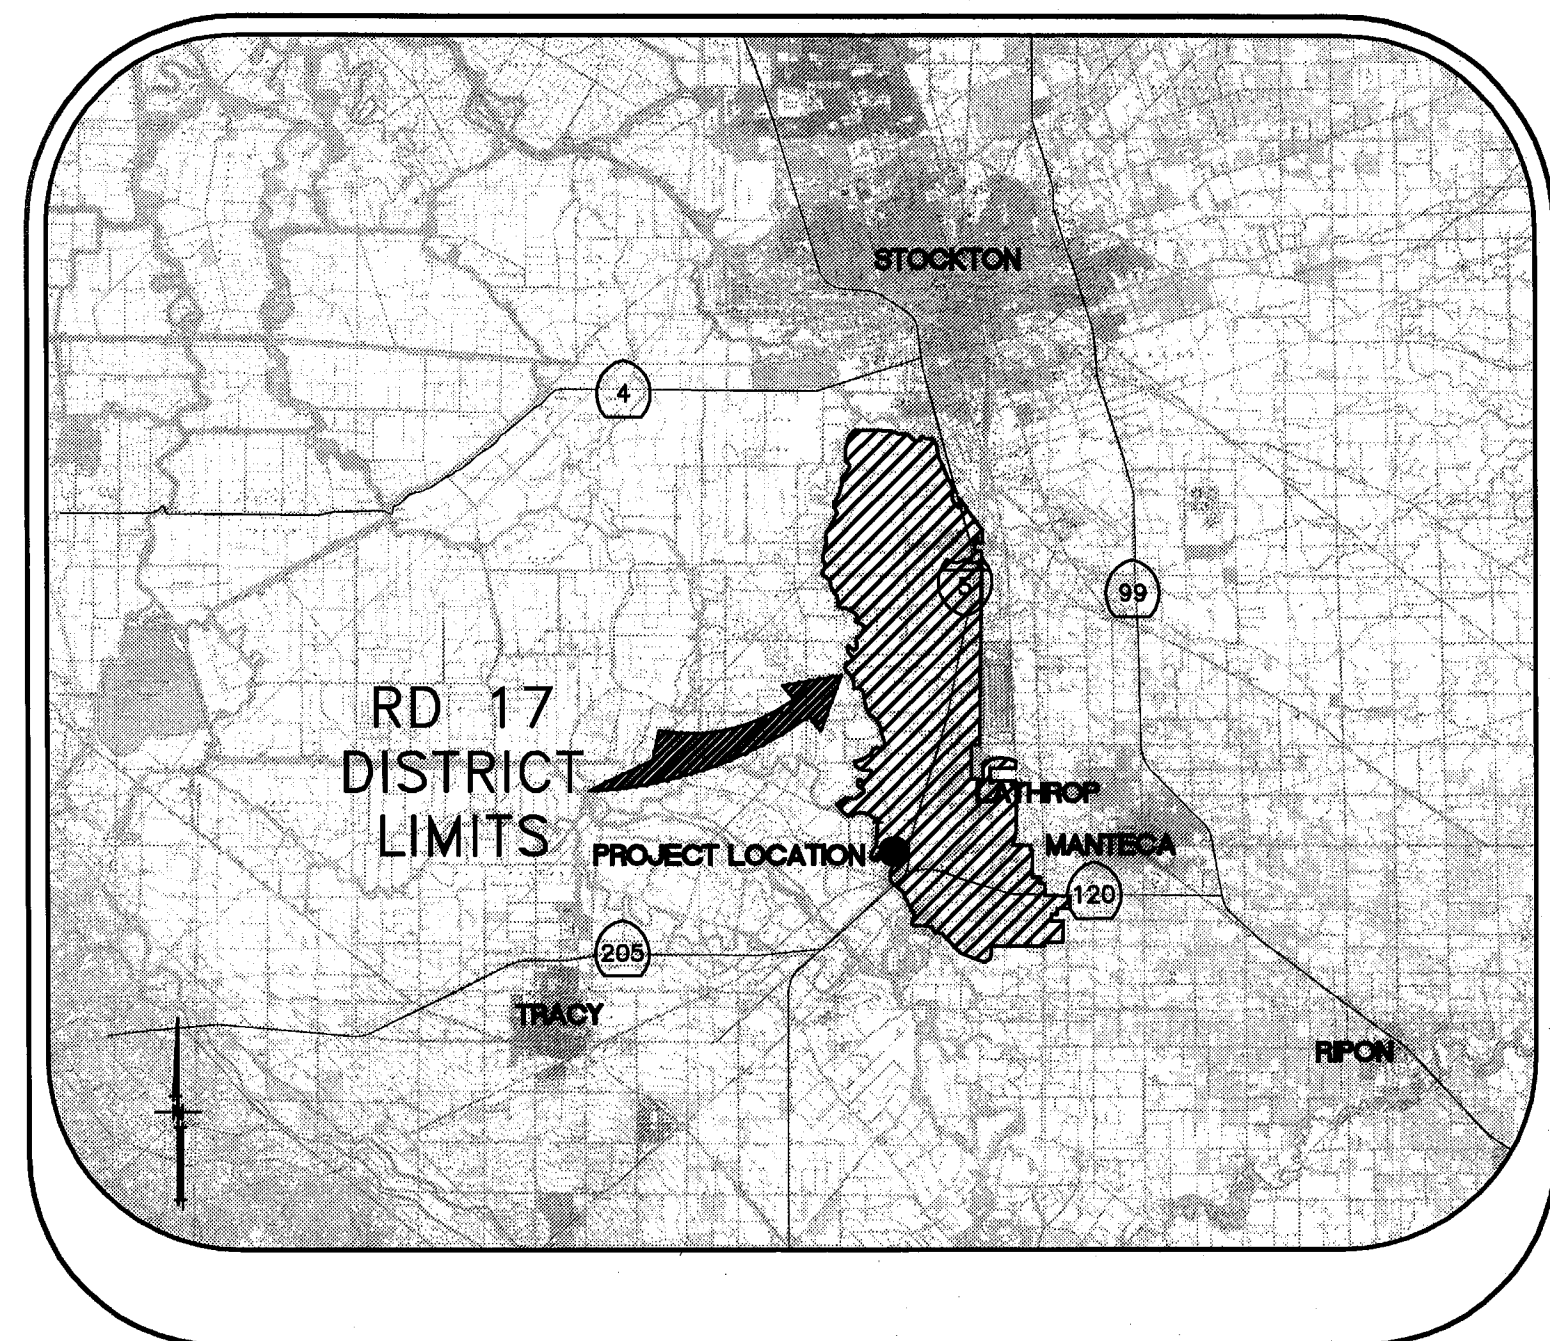 STOCKTON
4
5
99
RD 17
DISTRICT
LIMITS
LATHROP
PROJECT LOCATION
MANTECA
120
205
TRACY
RIPON
N